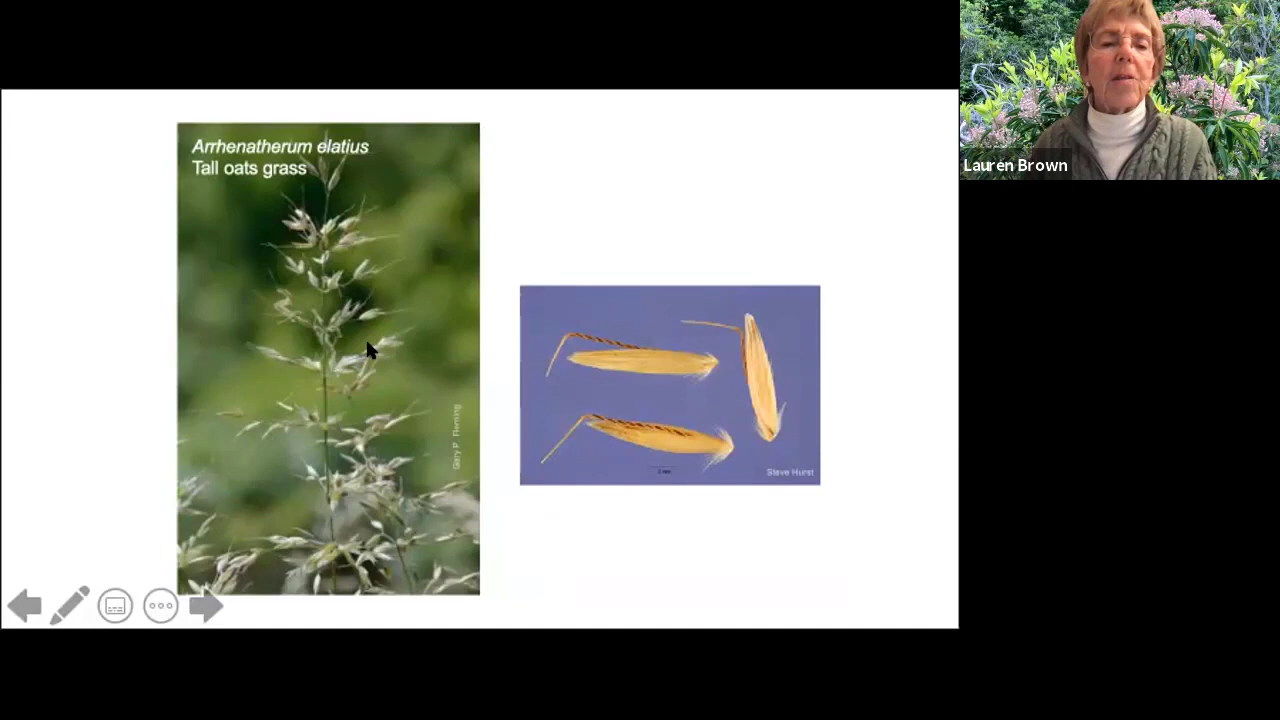 Arrhenatherum elatius
Tall oats grass
Gary P. Fleming
Steve Hurst
Lauren Brown